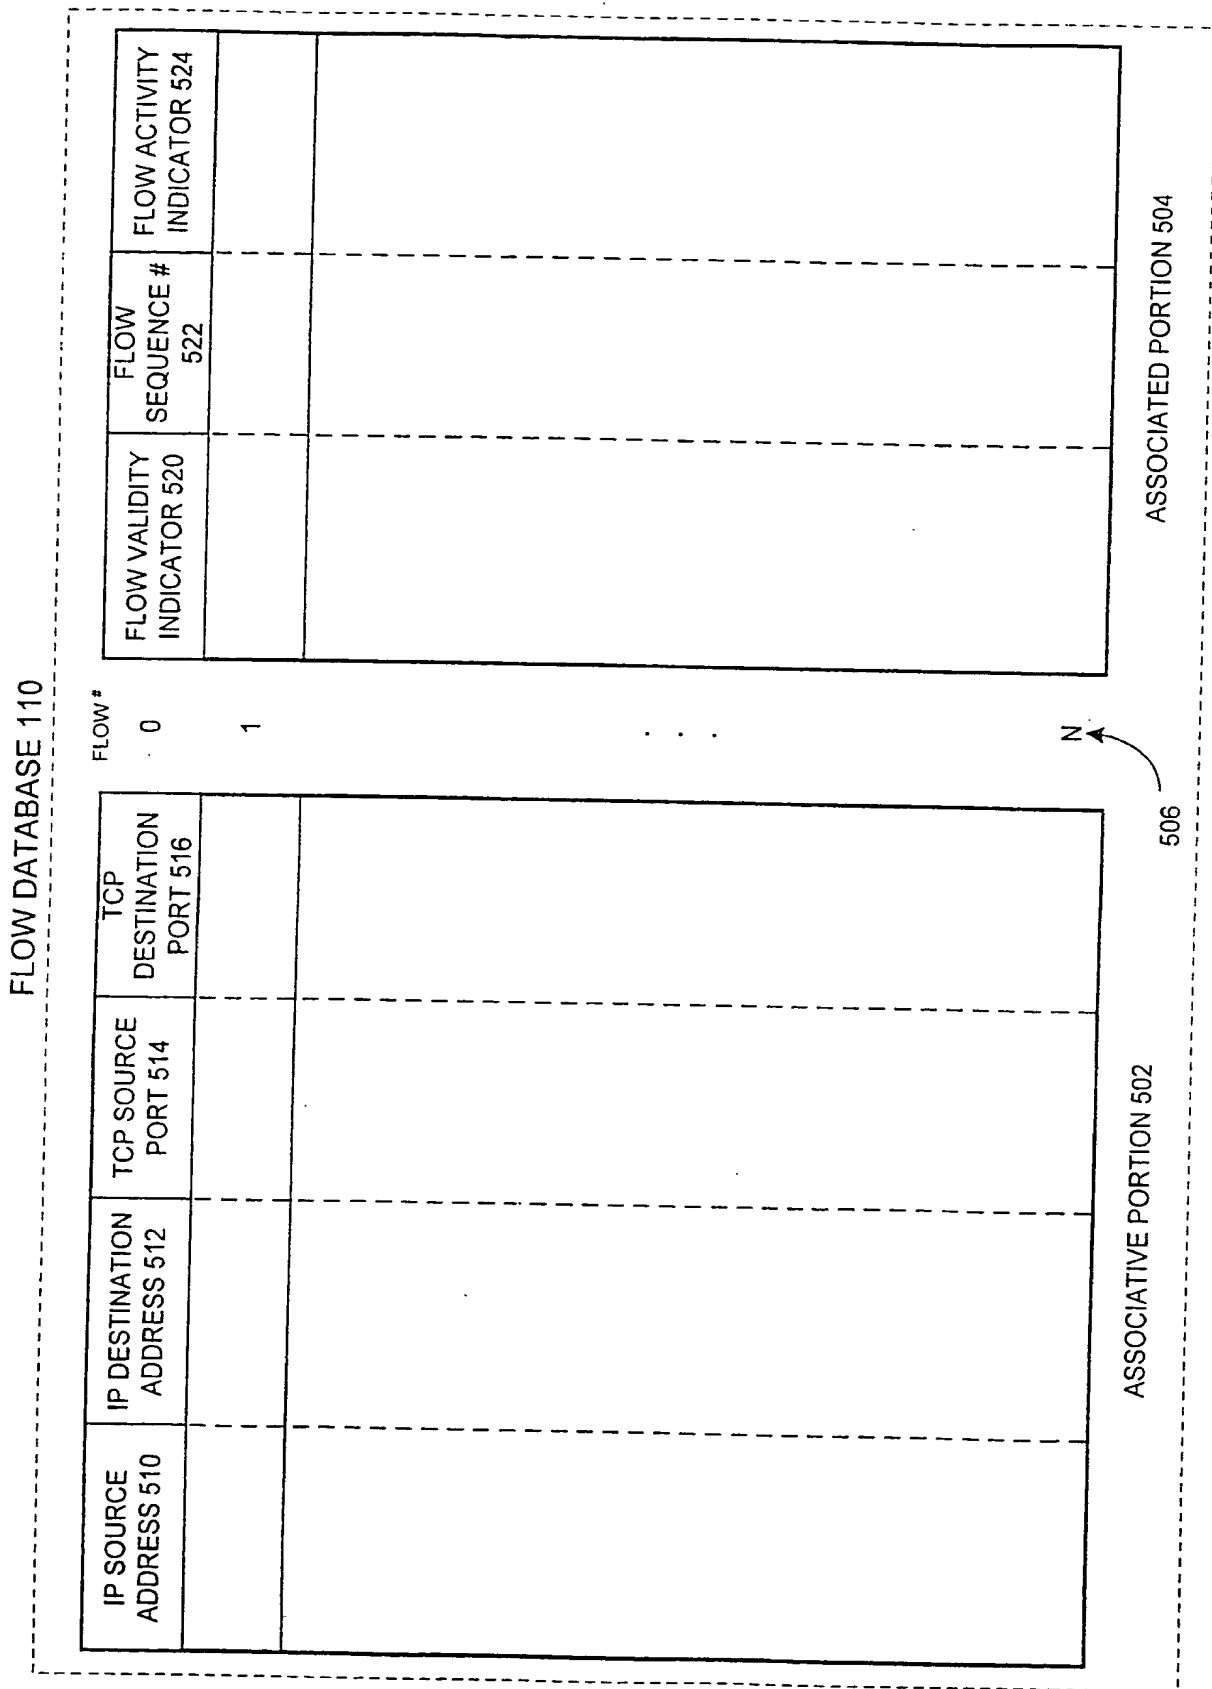 FLOW DATABASE 110
IP SOURCE
ADDRESS 510
IP DESTINATION
ADDRESS 512
TCP SOURCE
PORT 514
TCP
DESTINATION
PORT 516
FLOW #
0
1
. . .
N
506
FLOW VALIDITY
INDICATOR 520
FLOW
SEQUENCE #
522
FLOW ACTIVITY
INDICATOR 524
ASSOCIATIVE PORTION 502
ASSOCIATED PORTION 504